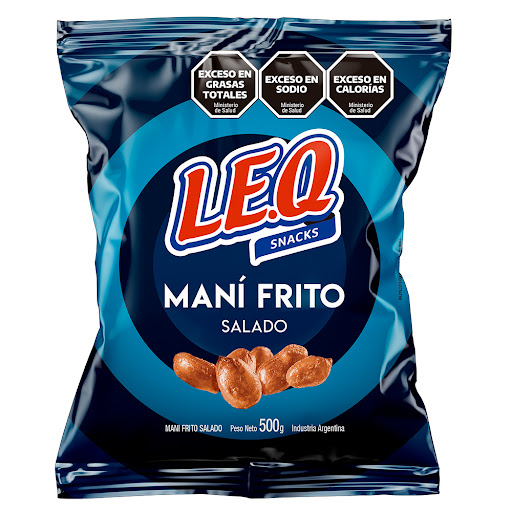 EXCESO EN
GRASAS
TOTALES
Ministerio
de Salud
EXCESO EN
SODIO
Ministerio
de Salud
EXCESO EN
CALORÍAS
Ministerio
de Salud
LE.Q
SNACKS
MANÍ FRITO
SALADO
MANI FRITO SALADO Peso Neto 500g Industria Argentina